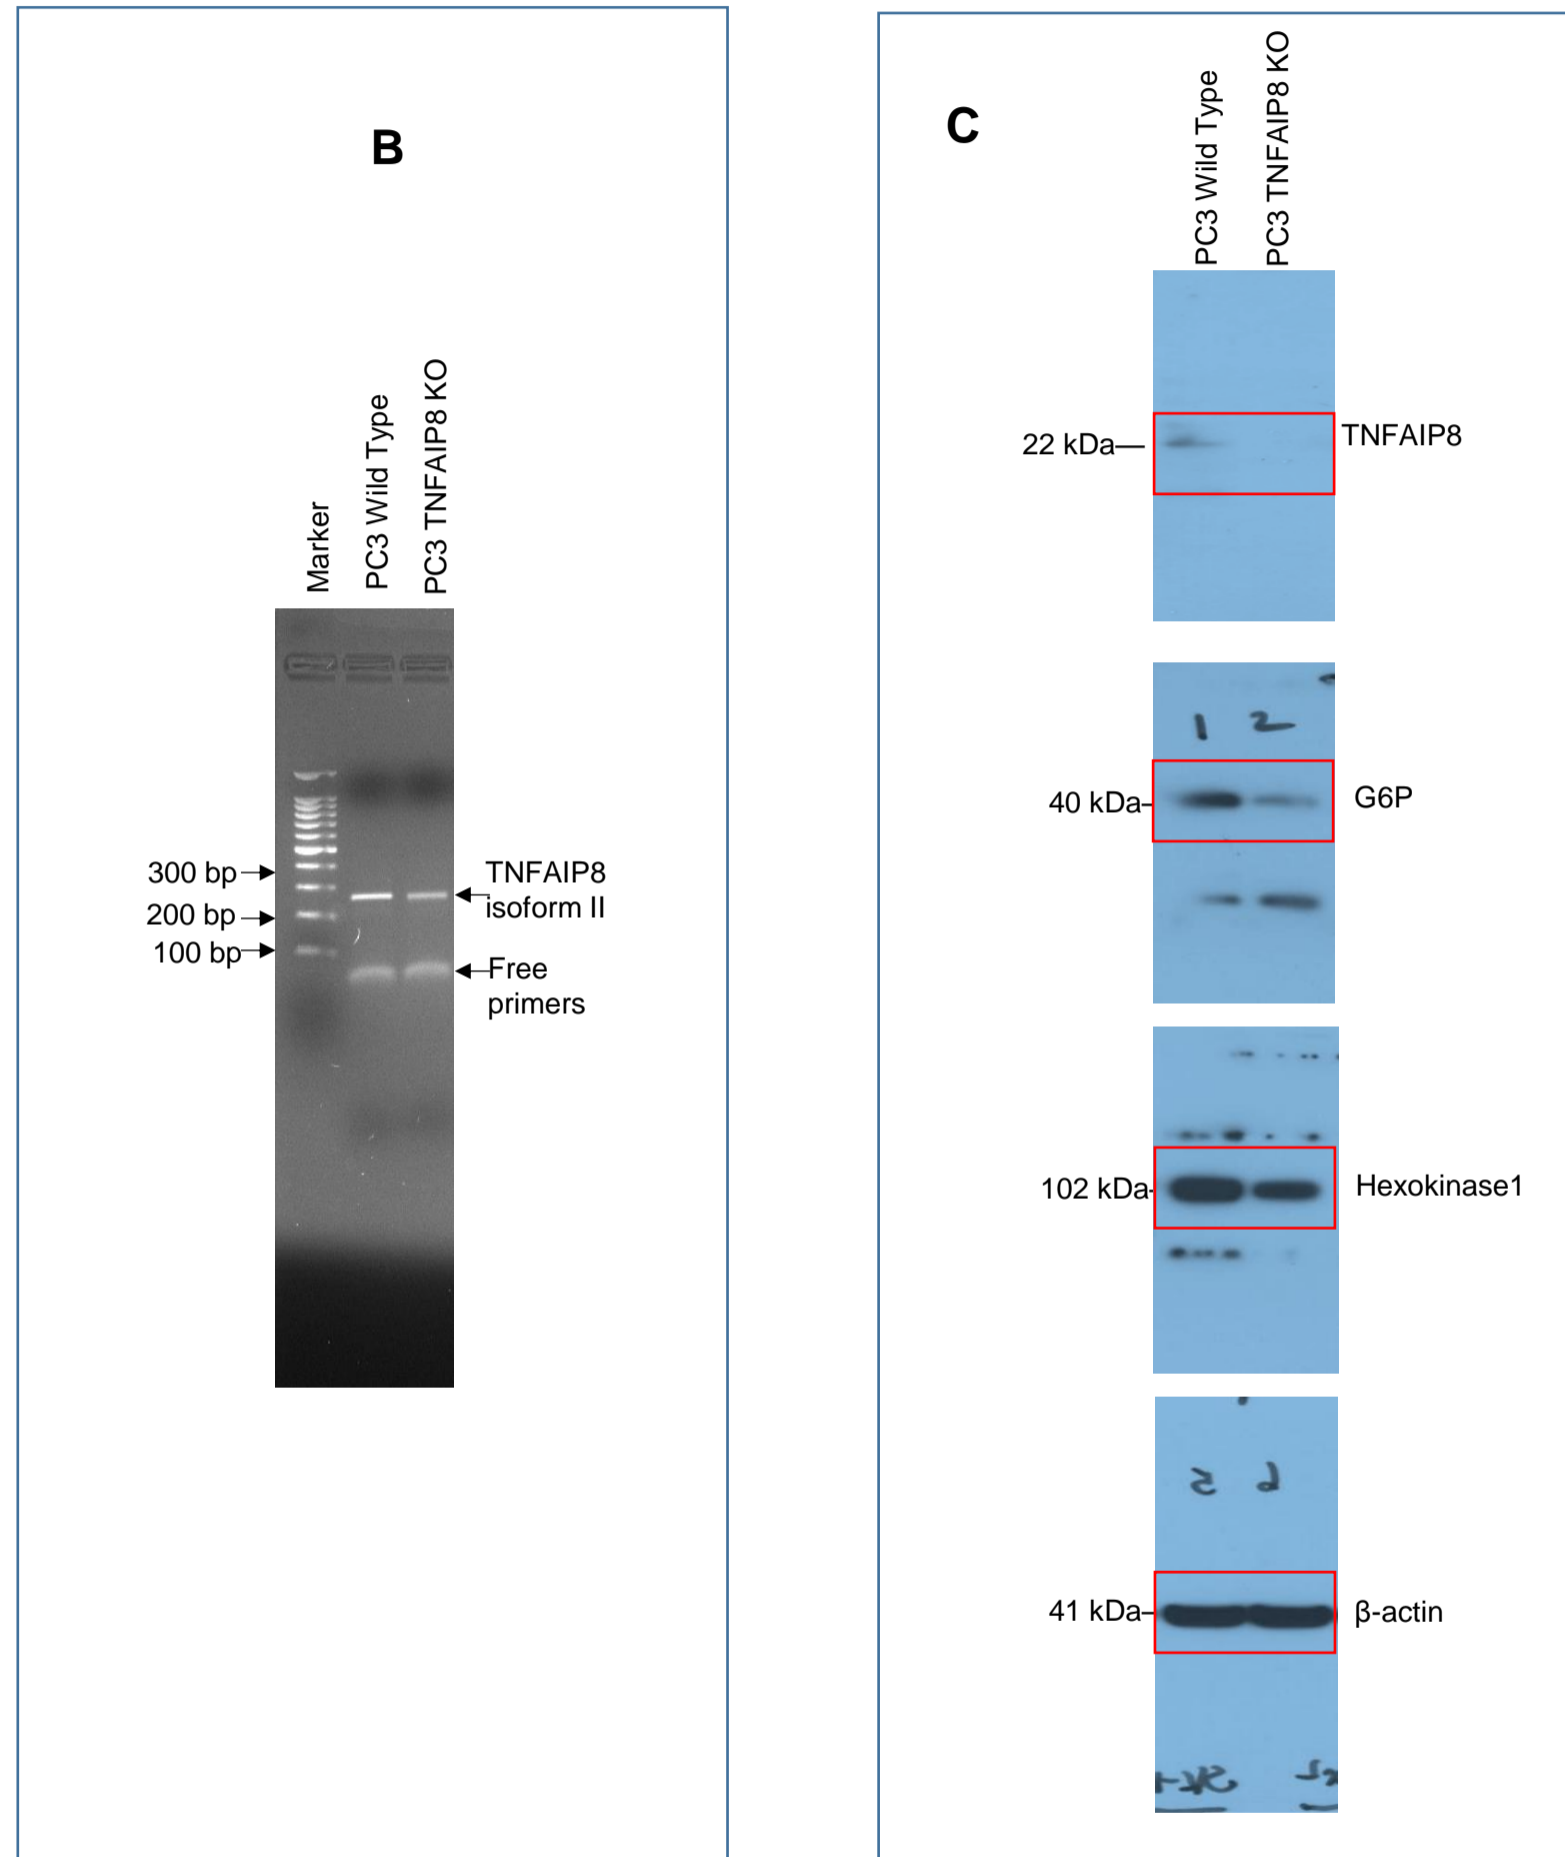 B
Marker
PC3 Wild Type
PC3 TNFAIP8 KO
300 bp
200 bp
100 bp
TNFAIP8
isoform II
Free
primers
C
PC3 Wild Type
PC3 TNFAIP8 KO
22 kDa
TNFAIP8
1 2
40 kDa
G6P
102 kDa
Hexokinase1
5 6
41 kDa
β-actin